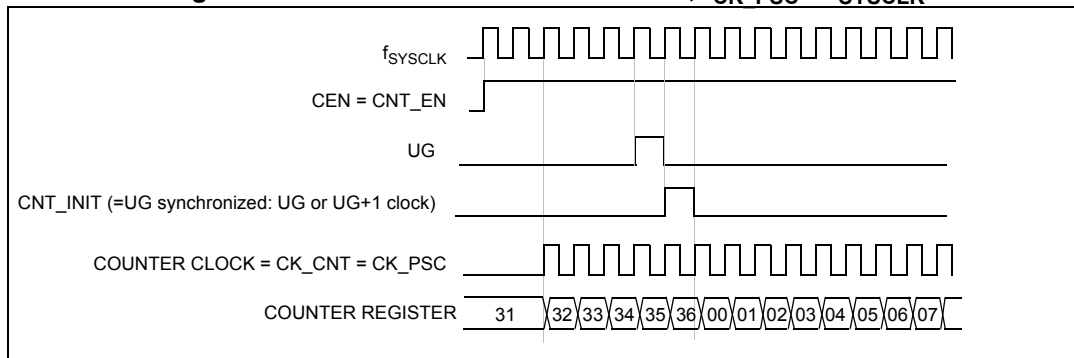 fSYSCLK
CEN = CNT_EN
UG
CNT_INIT (=UG synchronized: UG or UG+1 clock)
COUNTER CLOCK = CK_CNT = CK_PSC
COUNTER REGISTER 31 32 33 34 35 36 00 01 02 03 04 05 06 07